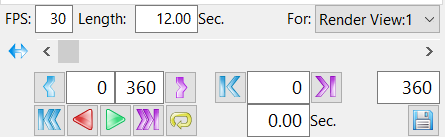 FPS: 30 Length: 12.00 Sec. For: Render View:1
0 360 0 360
0.00 Sec.